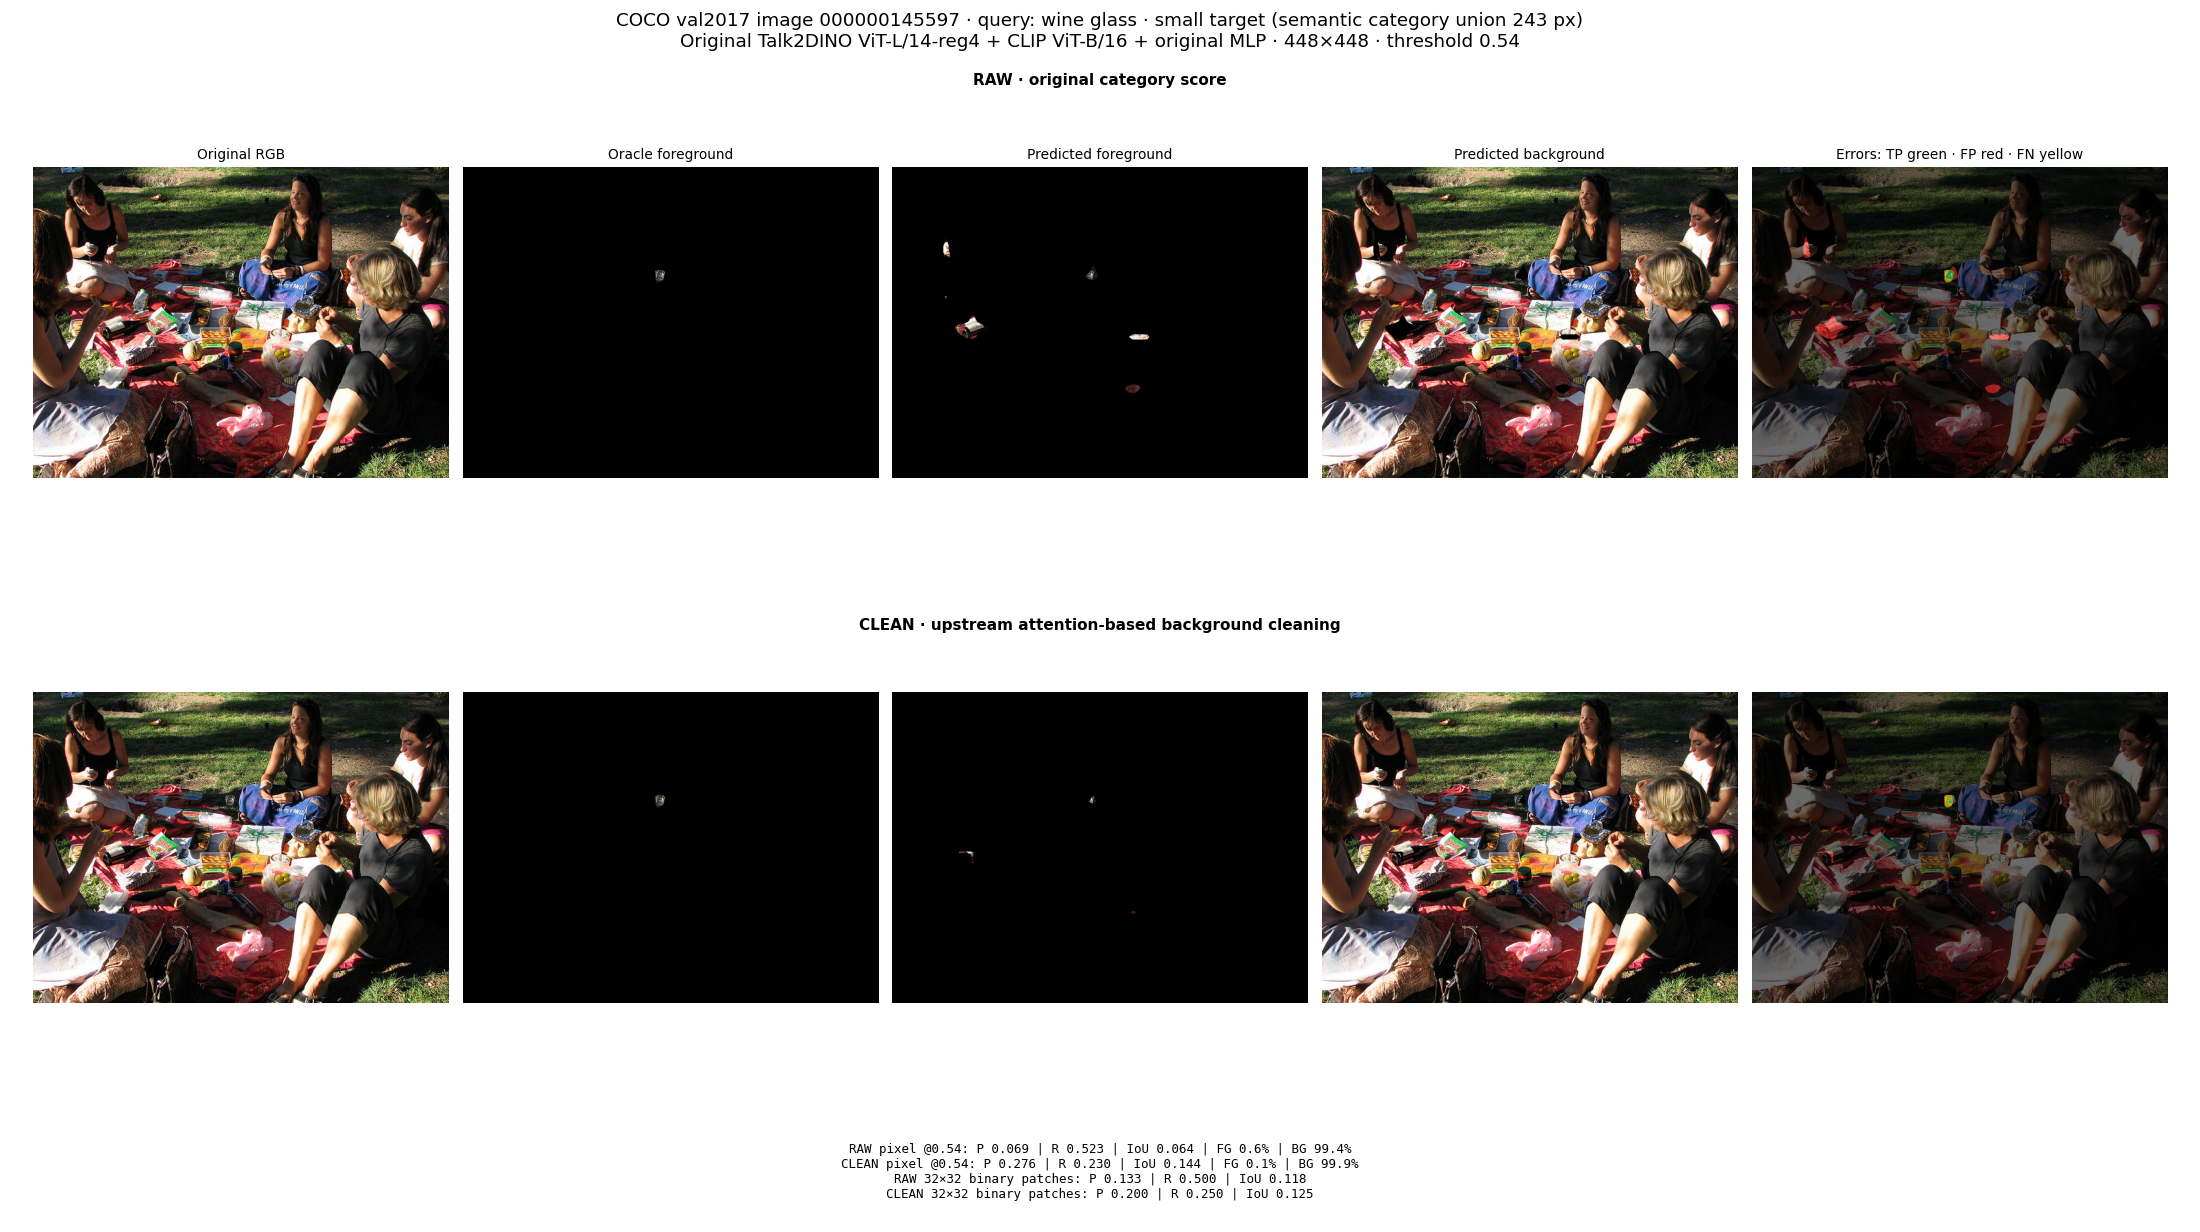 COCO val2017 image 000000145597 · query: wine glass · small target (semantic category union 243 px)
Original Talk2DINO ViT-L/14-reg4 + CLIP ViT-B/16 + original MLP · 448×448 · threshold 0.54
RAW · original category score
Original RGB
Oracle foreground
Predicted foreground
Predicted background
Errors: TP green · FP red · FN yellow
CLEAN · upstream attention-based background cleaning
RAW pixel @0.54: P 0.069 | R 0.523 | IoU 0.064 | FG 0.6% | BG 99.4%
CLEAN pixel @0.54: P 0.276 | R 0.230 | IoU 0.144 | FG 0.1% | BG 99.9%
RAW 32×32 binary patches: P 0.133 | R 0.500 | IoU 0.118
CLEAN 32×32 binary patches: P 0.200 | R 0.250 | IoU 0.125